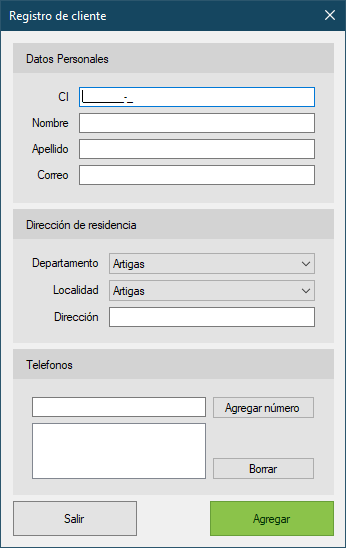 Registro de cliente
Datos Personales
CI _______-_
Nombre
Apellido
Correo
Dirección de residencia
Departamento Artigas
Localidad Artigas
Dirección
Telefonos
Agregar número
Borrar
Salir Agregar